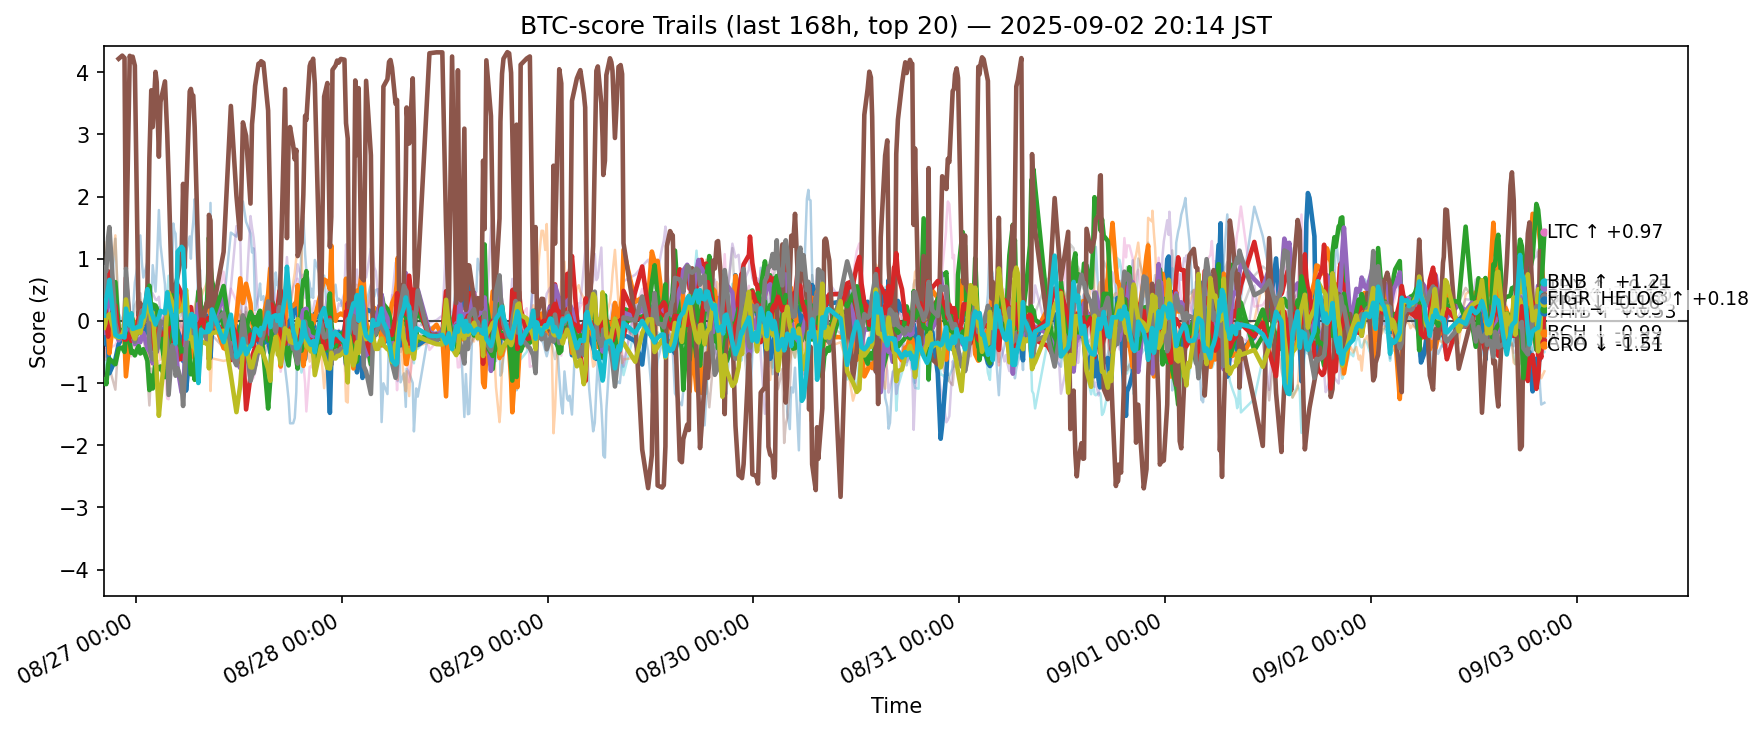 BTC-score Trails (last 168h, top 20) — 2025-09-02 20:14 JST
Score (z)
4
3
2
1
0
−1
−2
−3
−4
LTC ↑ +0.97
BNB ↑ +1.21
FIGR_HELOC ↑ +0.18
BCH ↓ -0.99
CRO ↓ -1.51
08/27 00:00
08/28 00:00
08/29 00:00
08/30 00:00
08/31 00:00
09/01 00:00
09/02 00:00
09/03 00:00
Time